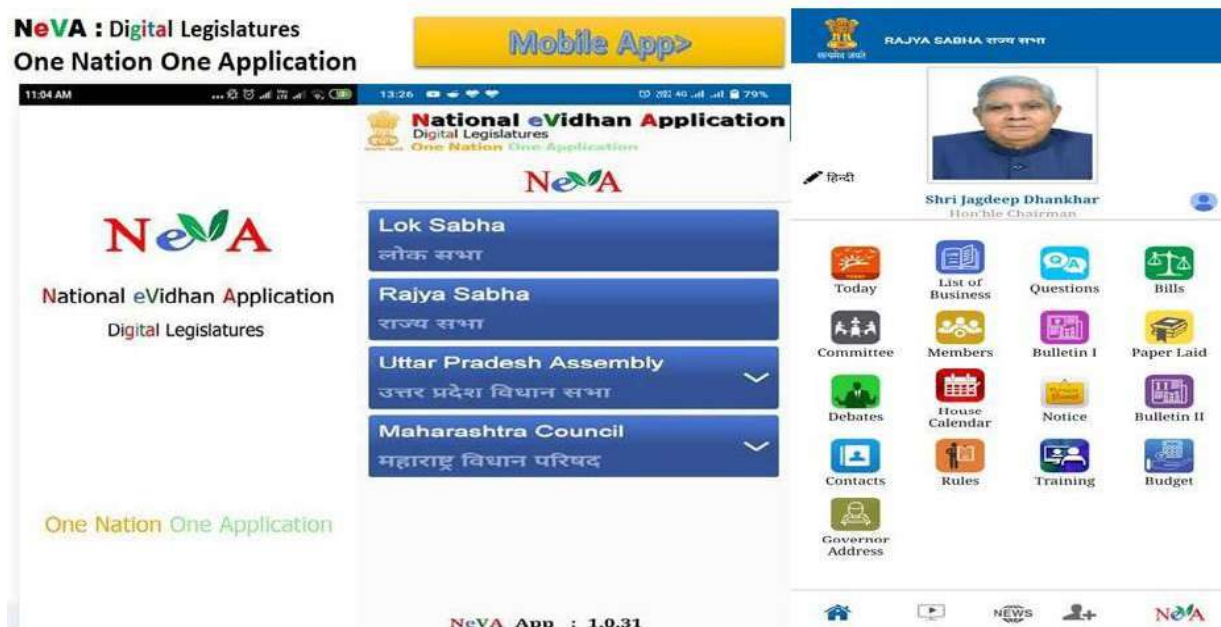 NeVA : Digital Legislatures
One Nation One Application
Mobile App>
11:04 AM
NeVA
National eVidhan Application
Digital Legislatures
One Nation One Application
13:26
79%
National eVidhan Application
Digital Legislatures
One Nation One Application
NeVA
Lok Sabha
लोक सभा
Rajya Sabha
राज्य सभा
Uttar Pradesh Assembly
उत्तर प्रदेश विधान सभा
Maharashtra Council
महाराष्ट्र विधान परिषद
NeVA App : 1.0.31
सत्यमेव जयते
RAJYA SABHA राज्य सभा
हिन्दी
Shri Jagdeep Dhankhar
Hon'ble Chairman
Today
List of
Business
Questions
Bills
Committee
Members
Bulletin I
Paper Laid
Debates
House
Calendar
Notice
Bulletin II
Contacts
Rules
Training
Budget
Governor
Address
NEWS
NeVA